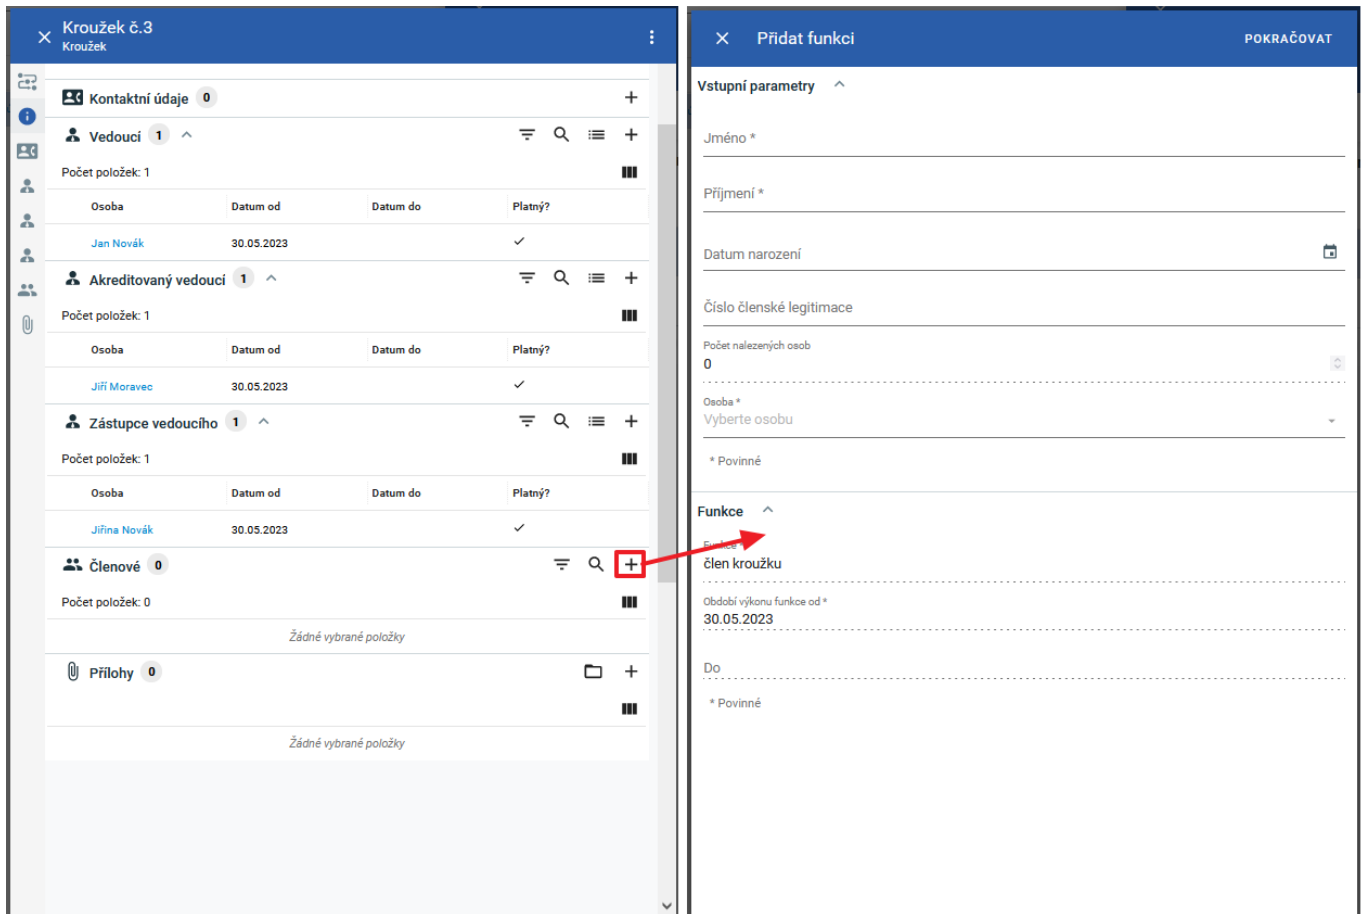 Kroužek č.3
Kroužek
Kontaktní údaje 0
Vedoucí 1
Počet položek: 1
Osoba Datum od Datum do Platný?
Jan Novák 30.05.2023
Akreditovaný vedoucí 1
Počet položek: 1
Osoba Datum od Datum do Platný?
Jiří Moravec 30.05.2023
Zástupce vedoucího 1
Počet položek: 1
Osoba Datum od Datum do Platný?
Jiřina Novák 30.05.2023
Členové 0
Počet položek: 0
Žádné vybrané položky
Přílohy 0
Žádné vybrané položky
Přidat funkci POKRAČOVAT
Vstupní parametry
Jméno *
Příjmení *
Datum narození
Číslo členské legitimace
Počet nalezených osob
0
Osoba *
Vyberte osobu
* Povinné
Funkce
Funkce *
člen kroužku
Období výkonu funkce od *
30.05.2023
Do
* Povinné